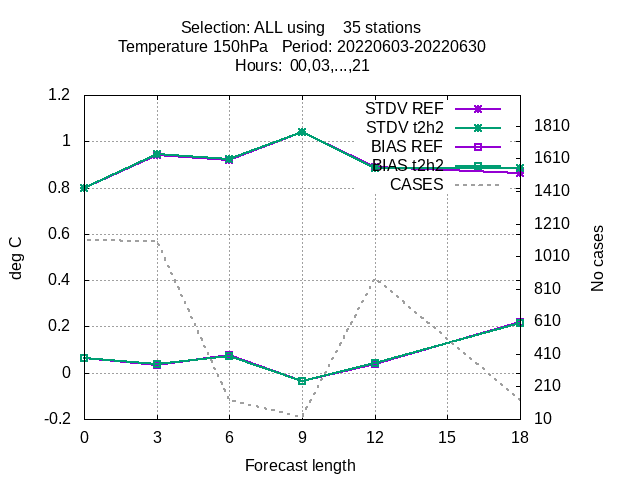 Selection: ALL using    35 stations
Temperature 150hPa   Period: 20220603-20220630
Hours:  00,03,...,21
STDV REF
STDV t2h2
BIAS REF
BIAS t2h2
CASES
1.2
1
0.8
0.6
0.4
0.2
0
-0.2
deg C
1810
1610
1410
1210
1010
810
610
410
210
10
No cases
0 3 6 9 12 15 18
Forecast length